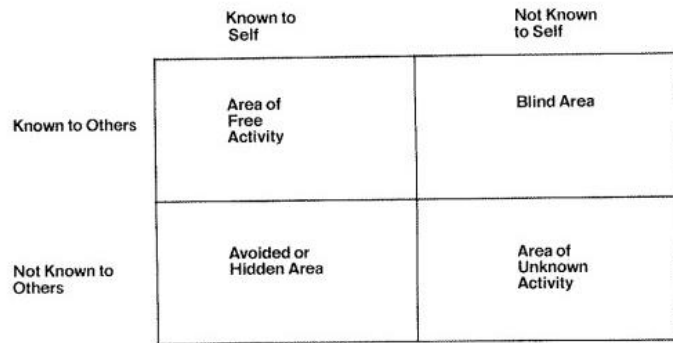 Known to
Self
Not Known
to Self
Known to Others
Area of
Free
Activity
Blind Area
Not Known to
Others
Avoided or
Hidden Area
Area of
Unknown
Activity